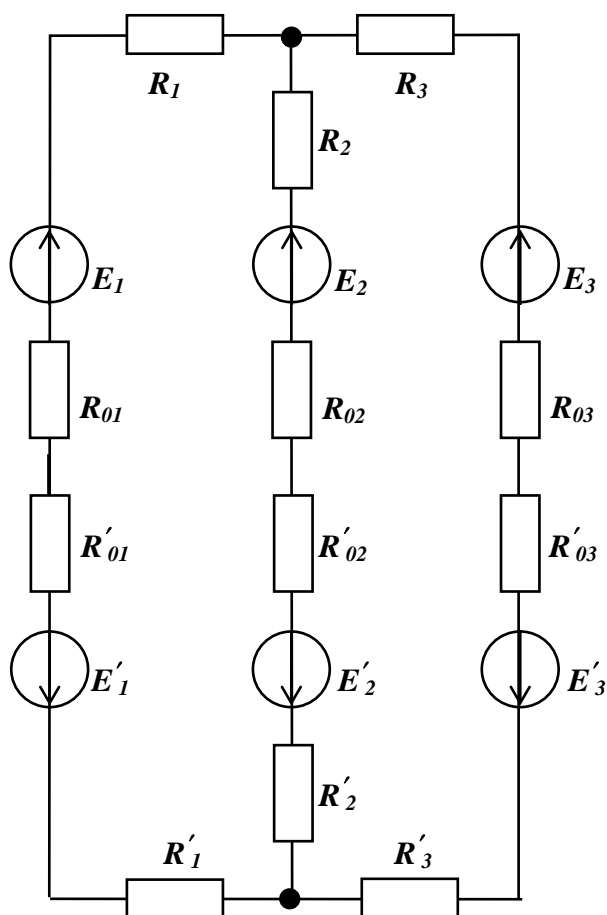 R₁ R₃
R₂
E₁ E₂ E₃
R₀₁ R₀₂ R₀₃
R′₀₁ R′₀₂ R′₀₃
E′₁ E′₂ E′₃
R′₂
R′₁ R′₃